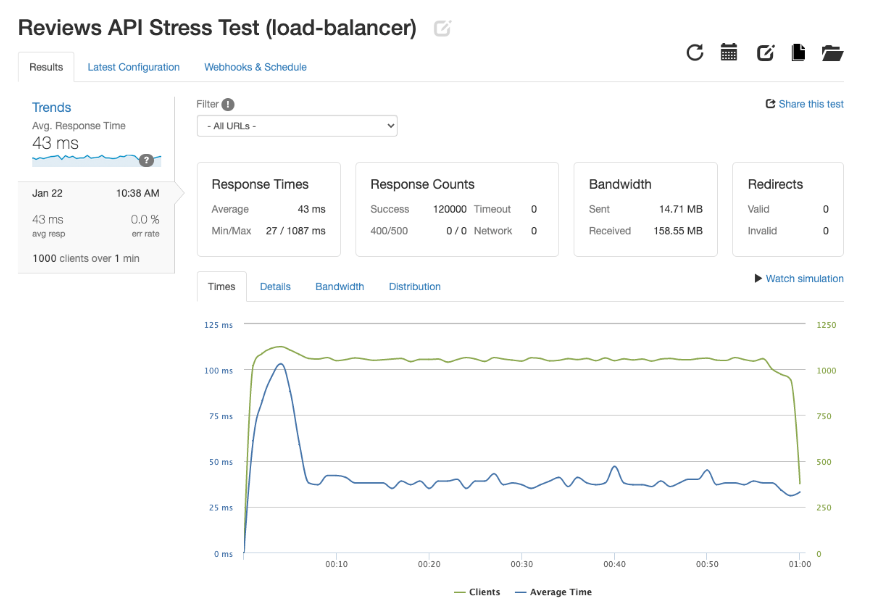 Reviews API Stress Test (load-balancer)
Results Latest Configuration Webhooks & Schedule
Trends
Avg. Response Time
43 ms
?
Jan 22 10:38 AM
43 ms 0.0 %
avg resp err rate
1000 clients over 1 min
Filter !
- All URLs -
Share this test
Response Times
Average 43 ms
Min/Max 27 / 1087 ms
Response Counts
Success 120000 Timeout 0
400/500 0 / 0 Network 0
Bandwidth
Sent 14.71 MB
Received 158.55 MB
Redirects
Valid 0
Invalid 0
Times Details Bandwidth Distribution
Watch simulation
125 ms 1250
100 ms 1000
75 ms 750
50 ms 500
25 ms 250
0 ms 0
00:10 00:20 00:30 00:40 00:50 01:00
Clients Average Time